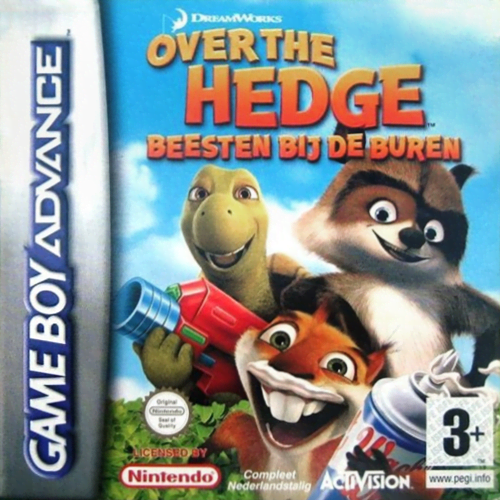 DREAMWORKS
OVER THE
HEDGE™
BEESTEN BIJ DE BUREN
GAME BOY ADVANCE
Original
Nintendo
Seal of
Quality
LICENSED BY
Nintendo
Compleet
Nederlandstalig
ACTIVISION.
3+
www.pegi.info